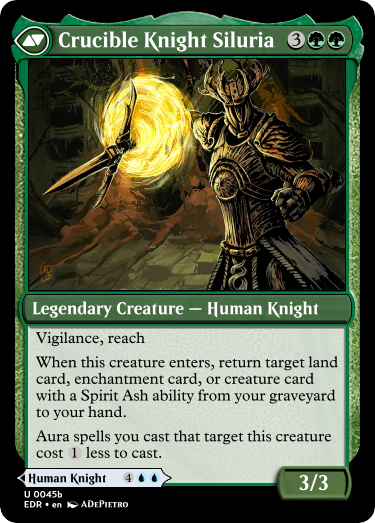 Crucible Knight Siluria 3
Legendary Creature — Human Knight
Vigilance, reach
When this creature enters, return target land
card, enchantment card, or creature card
with a Spirit Ash ability from your graveyard
to your hand.
Aura spells you cast that target this creature
cost 1 less to cast.
Human Knight 4
3/3
U 0045b
EDR • en ADePietro